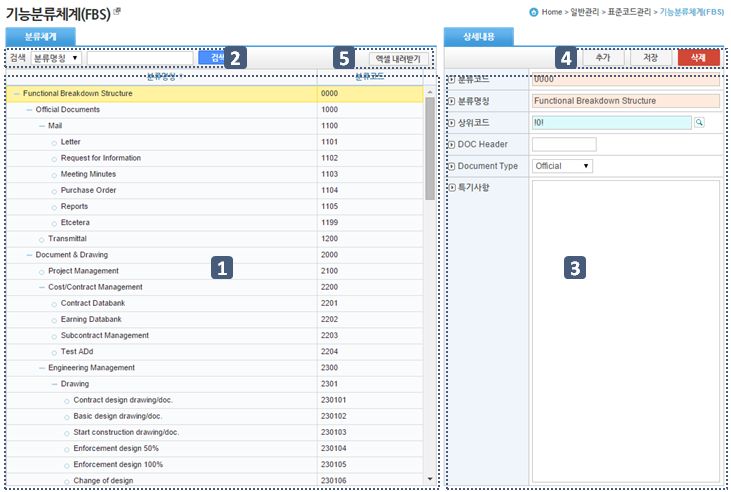 기능분류체계(FBS)
Home > 일반관리 > 표준코드관리 > 기능분류체계(FBS)
분류체계
검색 분류명칭 검색 2 5 엑셀 내려받기
분류명칭 분류코드
Functional Breakdown Structure 0000
Official Documents 1000
Mail 1100
Letter 1101
Request for Information 1102
Meeting Minutes 1103
Purchase Order 1104
Reports 1105
Etcetera 1199
Transmittal 1200
Document & Drawing 2000
Project Management 2100
1
Cost/Contract Management 2200
Contract Databank 2201
Earning Databank 2202
Subcontract Management 2203
Test ADd 2204
Engineering Management 2300
Drawing 2301
Contract design drawing/doc. 230101
Basic design drawing/doc. 230102
Start construction drawing/doc. 230103
Enforcement design 50% 230104
Enforcement design 100% 230105
Change of design 230106
상세내용
4 추가 저장 삭제
분류코드 0000
분류명칭 Functional Breakdown Structure
상위코드 !0!
DOC Header
Document Type Official
특기사항
3